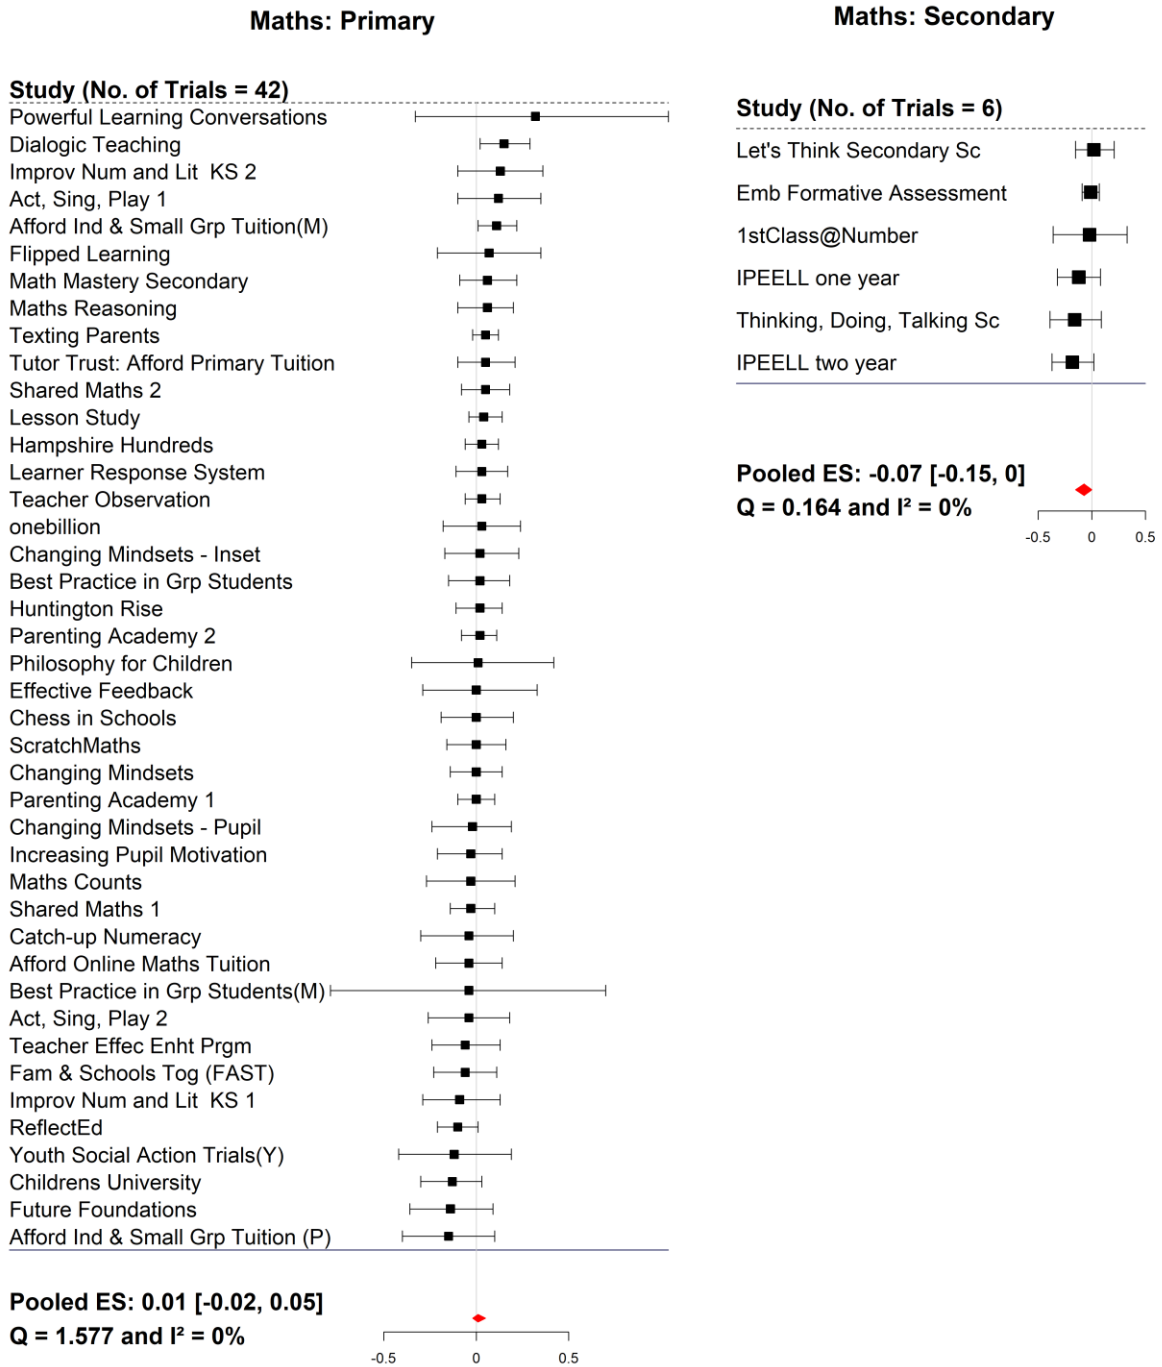 Maths: Primary
Study (No. of Trials = 42)
Powerful Learning Conversations
Dialogic Teaching
Improv Num and Lit  KS 2
Act, Sing, Play 1
Afford Ind & Small Grp Tuition(M)
Flipped Learning
Math Mastery Secondary
Maths Reasoning
Texting Parents
Tutor Trust: Afford Primary Tuition
Shared Maths 2
Lesson Study
Hampshire Hundreds
Learner Response System
Teacher Observation
onebillion
Changing Mindsets - Inset
Best Practice in Grp Students
Huntington Rise
Parenting Academy 2
Philosophy for Children
Effective Feedback
Chess in Schools
ScratchMaths
Changing Mindsets
Parenting Academy 1
Changing Mindsets - Pupil
Increasing Pupil Motivation
Maths Counts
Shared Maths 1
Catch-up Numeracy
Afford Online Maths Tuition
Best Practice in Grp Students(M)
Act, Sing, Play 2
Teacher Effec Enht Prgm
Fam & Schools Tog (FAST)
Improv Num and Lit  KS 1
ReflectEd
Youth Social Action Trials(Y)
Childrens University
Future Foundations
Afford Ind & Small Grp Tuition (P)
Pooled ES: 0.01 [-0.02, 0.05]
Q = 1.577 and I² = 0%
-0.5 0 0.5
Maths: Secondary
Study (No. of Trials = 6)
Let's Think Secondary Sc
Emb Formative Assessment
1stClass@Number
IPEELL one year
Thinking, Doing, Talking Sc
IPEELL two year
Pooled ES: -0.07 [-0.15, 0]
Q = 0.164 and I² = 0%
-0.5 0 0.5